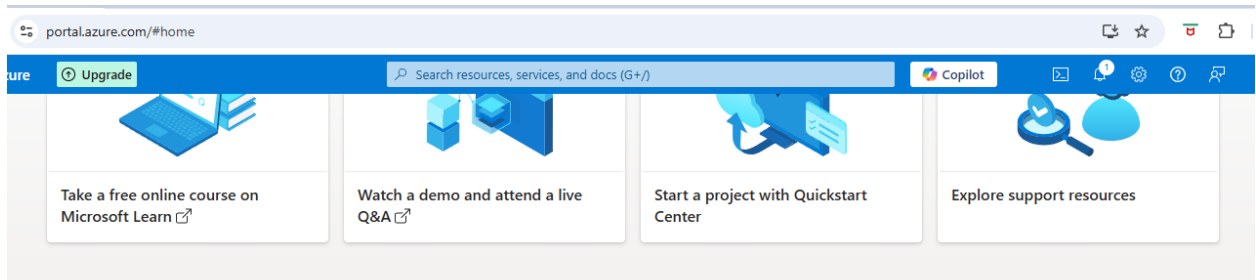 portal.azure.com/#home
Upgrade
Search resources, services, and docs (G+/)
Copilot
1
Take a free online course on
Microsoft Learn
Watch a demo and attend a live
Q&A
Start a project with Quickstart
Center
Explore support resources